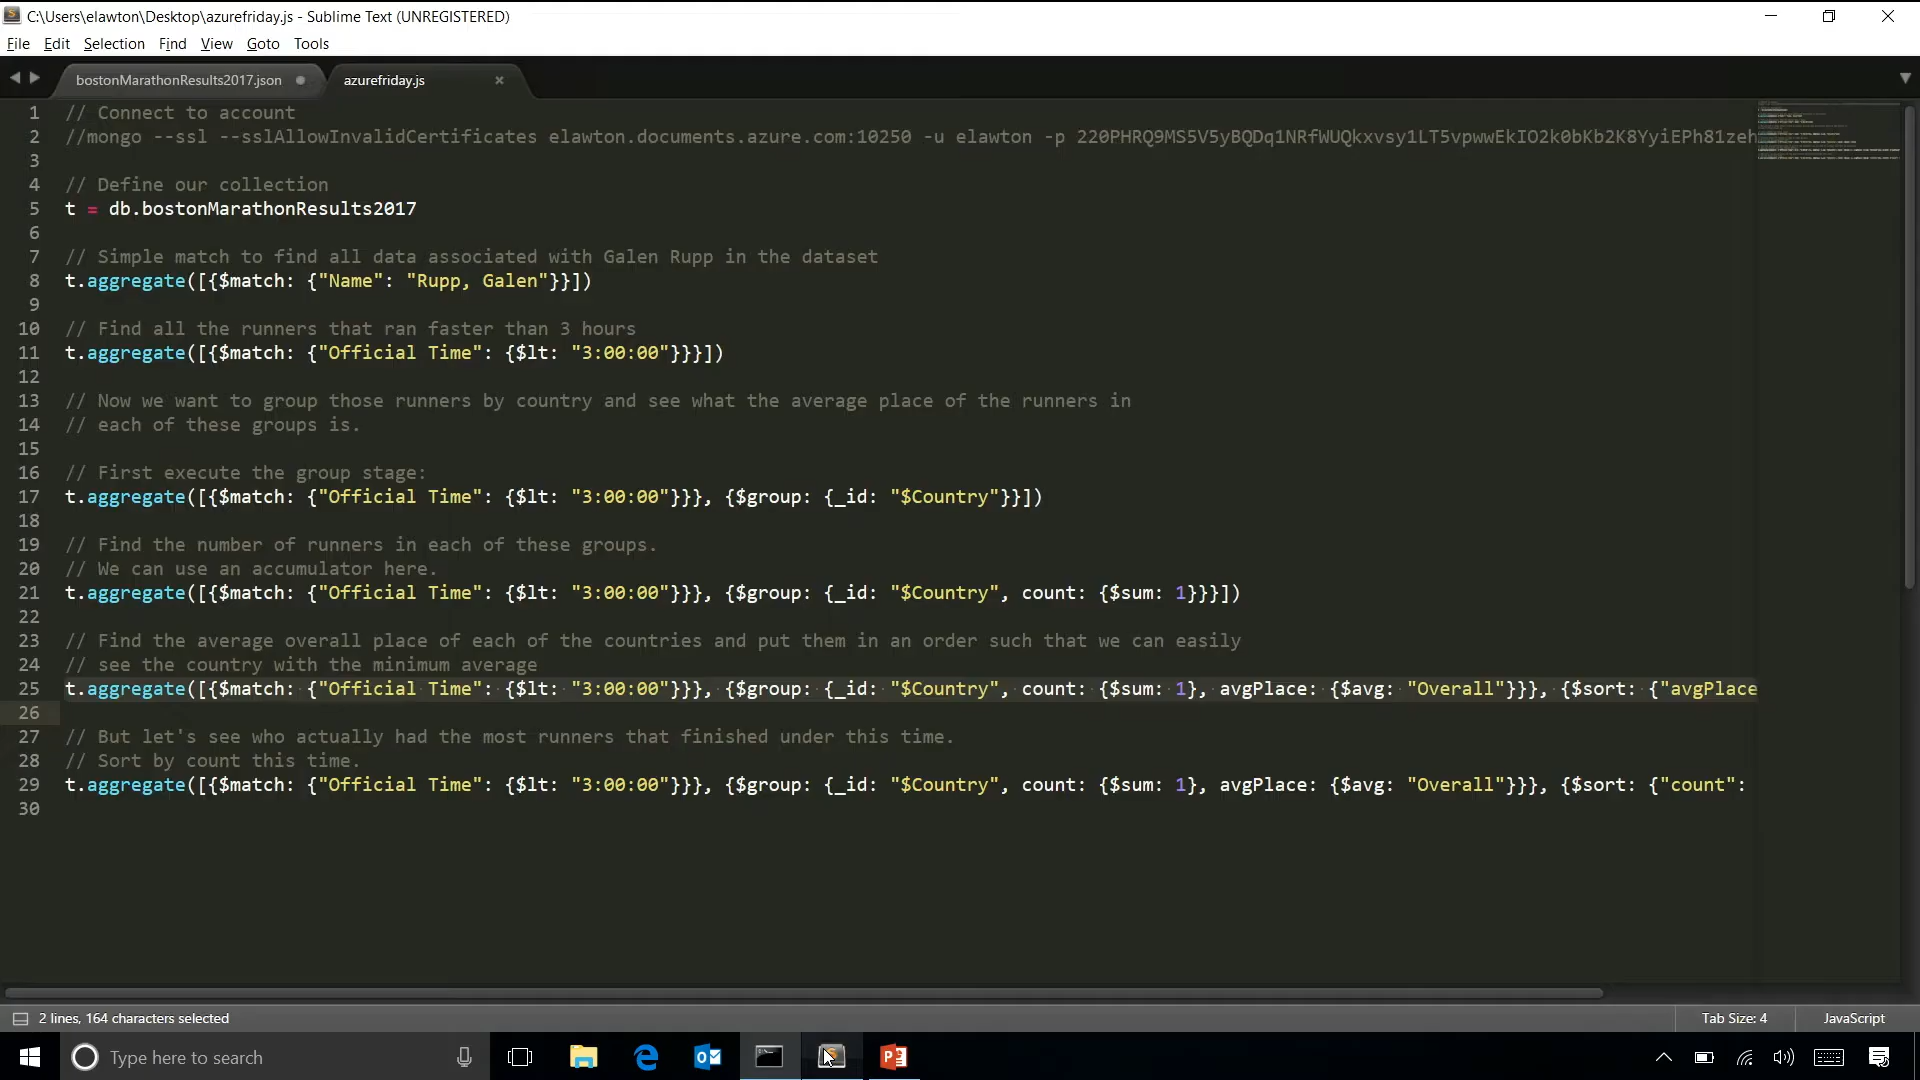 C:\Users\elawton\Desktop\azurefriday.js - Sublime Text (UNREGISTERED)
File Edit Selection Find View Goto Tools
bostonMarathonResults2017.json
azurefriday.js
1 // Connect to account
2 //mongo --ssl --sslAllowInvalidCertificates elawton.documents.azure.com:10250 -u elawton -p
3
4 // Define our collection
5 t = db.bostonMarathonResults2017
6
7 // Simple match to find all data associated with Galen Rupp in the dataset
8 t.aggregate([{$match: {"Name": "Rupp, Galen"}}])
9
10 // Find all the runners that ran faster than 3 hours
11 t.aggregate([{$match: {"Official Time": {$lt: "3:00:00"}}}])
12
13 // Now we want to group those runners by country and see what the average place of the runners in
14 // each of these groups is.
15
16 // First execute the group stage:
17 t.aggregate([{$match: {"Official Time": {$lt: "3:00:00"}}}, {$group: {_id: "$Country"}}])
18
19 // Find the number of runners in each of these groups.
20 // We can use an accumulator here.
21 t.aggregate([{$match: {"Official Time": {$lt: "3:00:00"}}}, {$group: {_id: "$Country", count: {$sum: 1}}}])
22
23 // Find the average overall place of each of the countries and put them in an order such that we can easily
24 // see the country with the minimum average
25 t.aggregate([{$match: {"Official Time": {$lt: "3:00:00"}}}, {$group: {_id: "$Country", count: {$sum: 1}, avgPlace: {$avg: "Overall"}}}, {$sort: {"avgPlace
26
27 // But let's see who actually had the most runners that finished under this time.
28 // Sort by count this time.
29 t.aggregate([{$match: {"Official Time": {$lt: "3:00:00"}}}, {$group: {_id: "$Country", count: {$sum: 1}, avgPlace: {$avg: "Overall"}}}, {$sort: {"count":
30
2 lines, 164 characters selected
Tab Size: 4
JavaScript
Type here to search